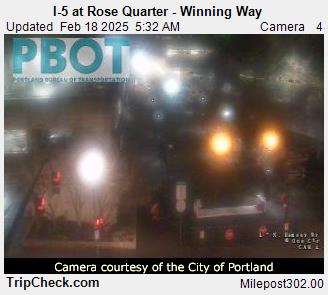 I-5 at Rose Quarter - Winning Way
Updated  Feb 18 2025  5:32 AM
Camera  4
PBOT
PORTLAND BUREAU OF TRANSPORTATION
Camera courtesy of the City of Portland
TripCheck.com
Milepost302.00